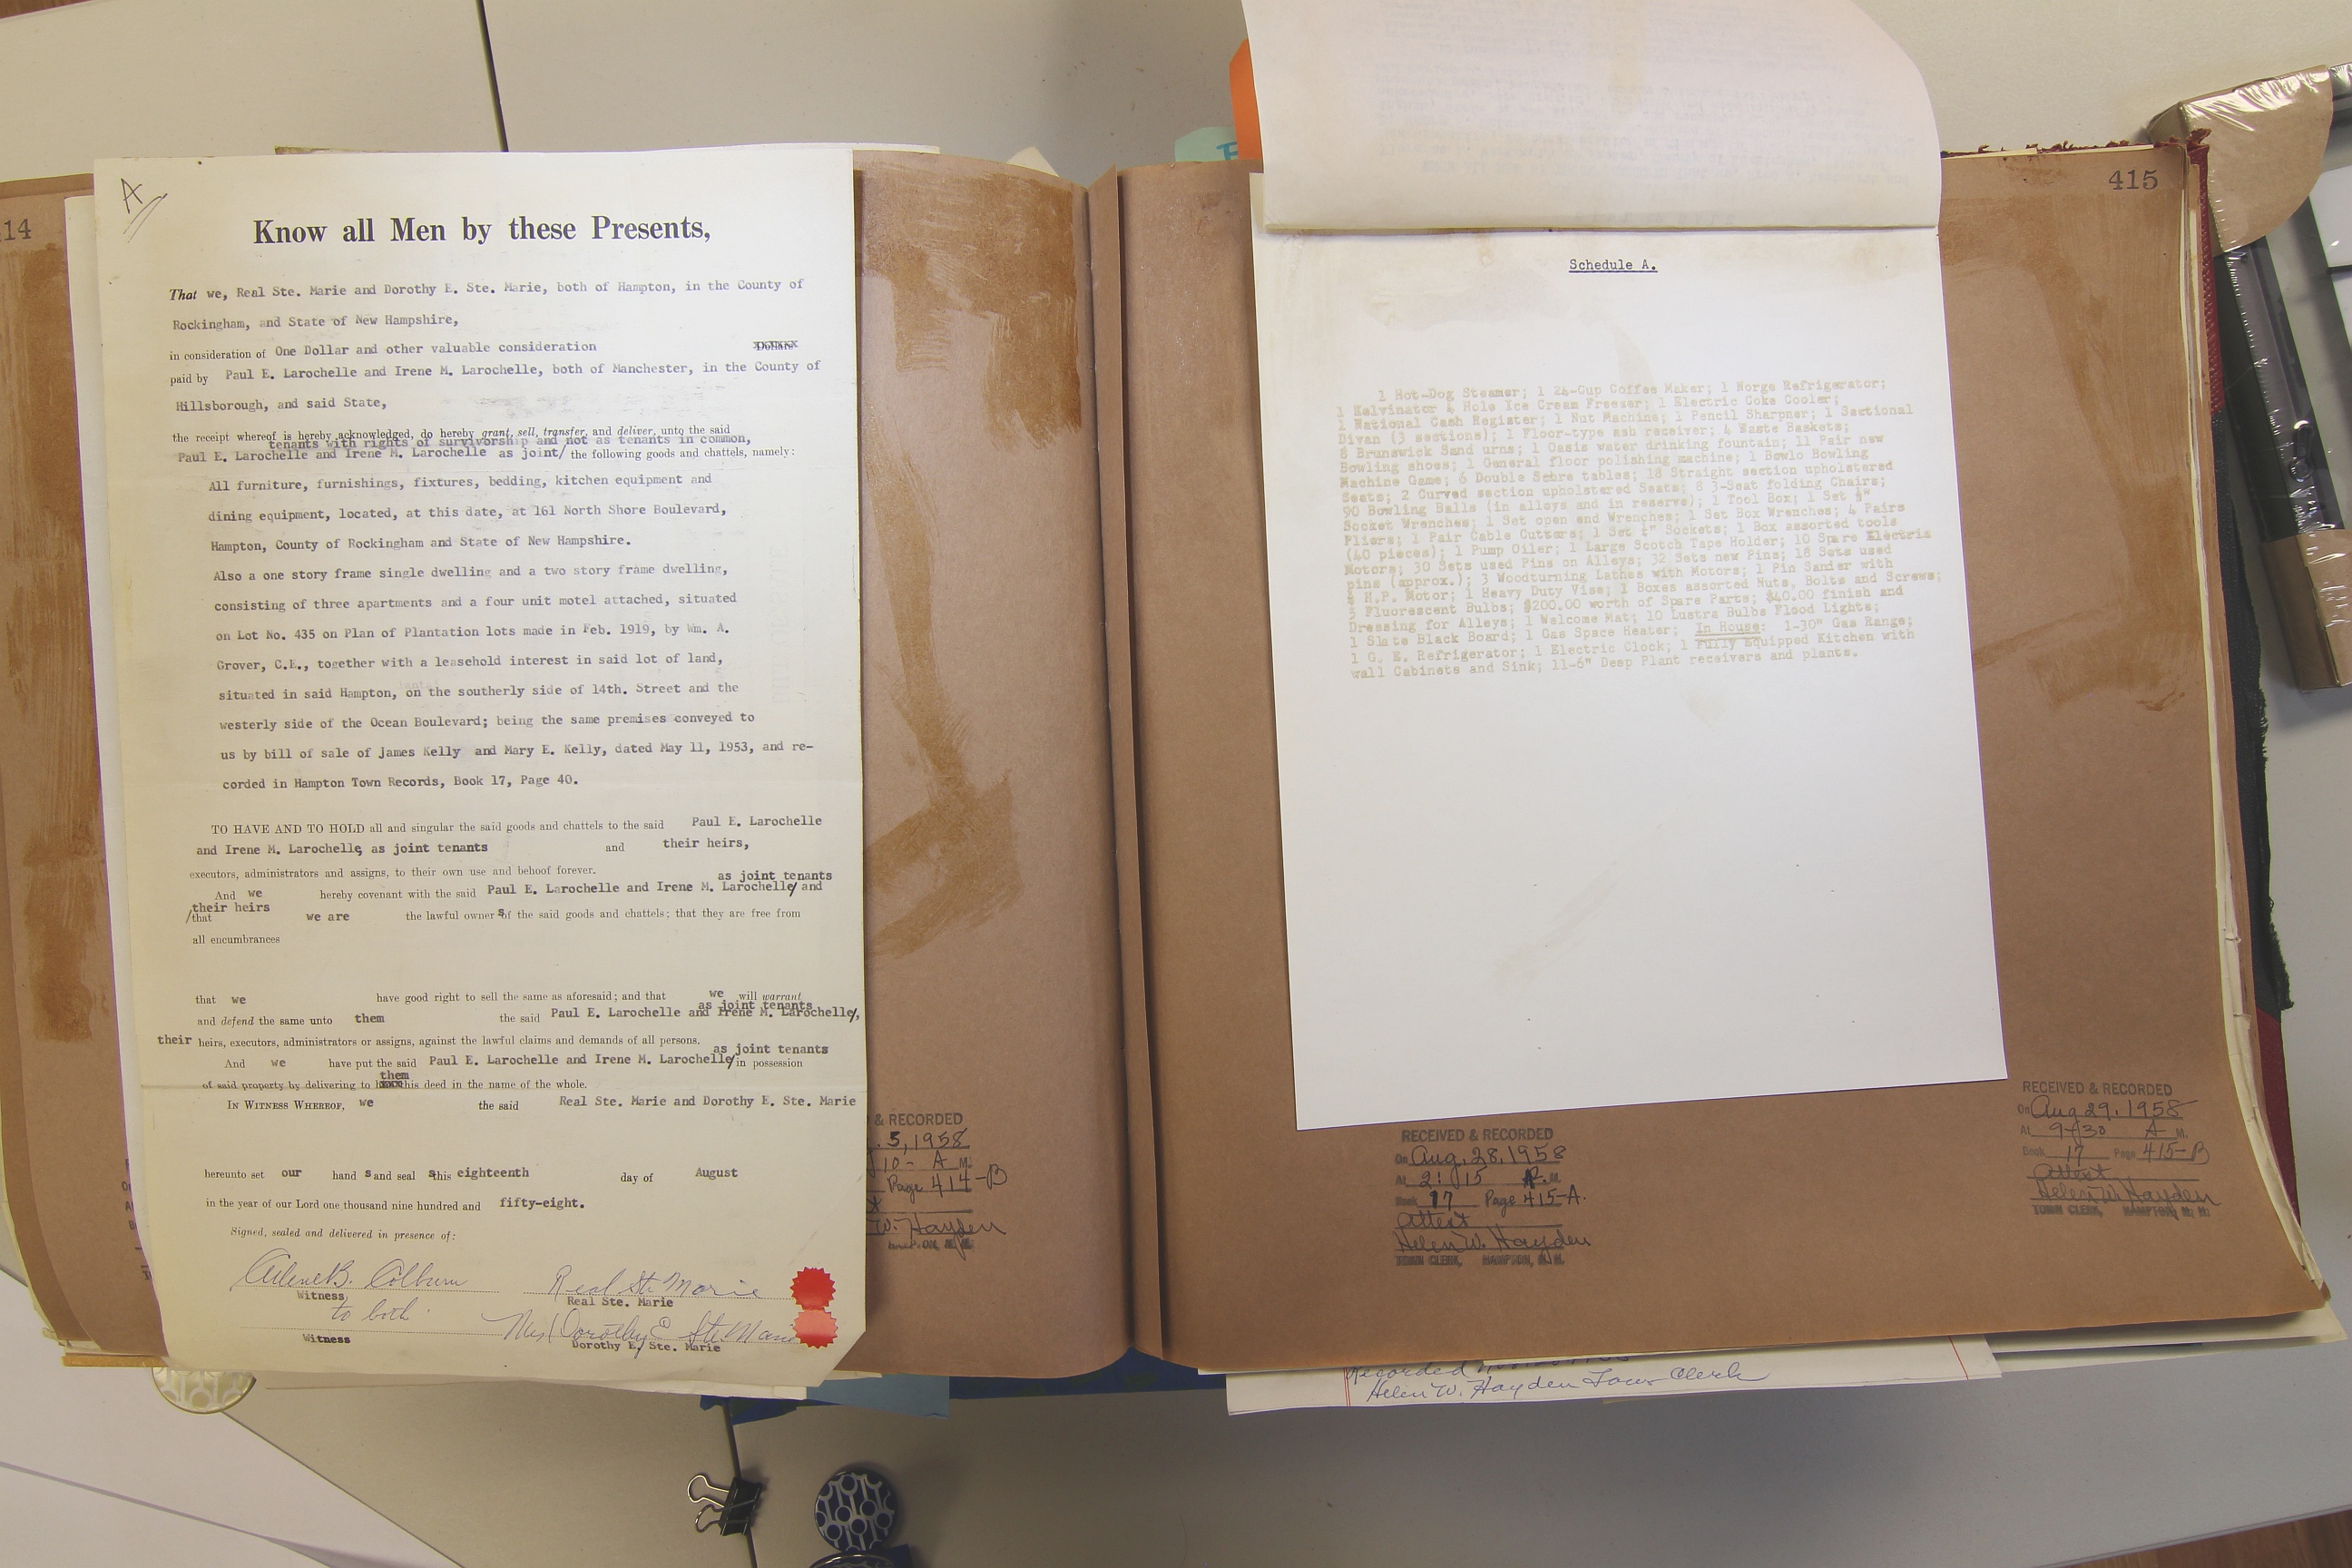 14
A
Know all Men by these Presents,
That we, Real Ste. Marie and Dorothy E. Ste. Marie, both of Hampton, in the County of
Rockingham, and State of New Hampshire,
in consideration of One Dollar and other valuable consideration
paid by Paul E. Larochelle and Irene M. Larochelle, both of Manchester, in the County of
Hillsborough, and said State,
the receipt whereof is hereby acknowledged, do hereby grant, sell, transfer, and deliver, unto the said
tenants with rights of survivorship and not as tenants in common,
Paul E. Larochelle and Irene M. Larochelle as joint/ the following goods and chattels, namely:
All furniture, furnishings, fixtures, bedding, kitchen equipment and
dining equipment, located, at this date, at 161 North Shore Boulevard,
Hampton, County of Rockingham and State of New Hampshire.
Also a one story frame single dwelling and a two story frame dwelling,
consisting of three apartments and a four unit motel attached, situated
on Lot No. 435 on Plan of Plantation lots made in Feb. 1919, by Wm. A.
Grover, C.E., together with a leasehold interest in said lot of land,
situated in said Hampton, on the southerly side of 14th. Street and the
westerly side of the Ocean Boulevard; being the same premises conveyed to
us by bill of sale of james Kelly and Mary E. Kelly, dated May 11, 1953, and re-
corded in Hampton Town Records, Book 17, Page 40.
TO HAVE AND TO HOLD all and singular the said goods and chattels to the said Paul E. Larochelle
and Irene M. Larochelle, as joint tenants and their heirs,
executors, administrators and assigns, to their own use and behoof forever.
as joint tenants
And we hereby covenant with the said Paul E. Larochelle and Irene M. Larochelle/ and
their heirs
/that we are the lawful owners of the said goods and chattels; that they are free from
all encumbrances
that we have good right to sell the same as aforesaid; and that we will warrant
as joint tenants
and defend the same unto them the said Paul E. Larochelle and Irene M. Larochelle/,
their heirs, executors, administrators or assigns, against the lawful claims and demands of all persons.
as joint tenants
And we have put the said Paul E. Larochelle and Irene M. Larochelle/in possession
them
of said property by delivering to this deed in the name of the whole.
IN WITNESS WHEREOF, we the said Real Ste. Marie and Dorothy E. Ste. Marie
hereunto set our hand s and seal s this eighteenth day of August
in the year of our Lord one thousand nine hundred and fifty-eight.
Signed, sealed and delivered in presence of:
Arlene B. Colburn Real Ste Marie
Witness Real Ste. Marie
to both Mrs Dorothy E Ste. Marie
Witness Dorothy E. Ste. Marie
& RECORDED
. 5, 1958
10- A M.
Page 414-B
W. Hayden
415
Schedule A.
1 Hot-Dog Steamer; 1 24-Cup Coffee Maker; 1 Norge Refrigerator;
1 Kelvinator 4 Hole Ice Cream Freezer; 1 Electric Coke Cooler;
1 National Cash Register; 1 Nut Machine; 1 Pencil Sharpner; 1 Sectional
Divan (3 sections); 1 Floor-type ash receiver; 4 Waste Baskets;
8 Brunswick Sand urns; 1 Oasis water drinking fountain; 11 Pair new
Bowling shoes; 1 General floor polishing machine; 1 Bowlo Bowling
Machine Game; 6 Double Score tables; 18 Straight section upholstered
Seats; 2 Curved section upholstered Seats; 8 3-Seat folding Chairs;
90 Bowling Balls (in alleys and in reserve); 1 Tool Box; 1 Set
Socket Wrenches; 1 Set open end Wrenches; 1 Set Box Wrenches; 4 Pairs
Pliers; 1 Pair Cable Cutters; 1 Set Sockets; 1 Box assorted tools
(40 pieces); 1 Pump Oiler; 1 Large Scotch Tape Holder; 10 Spare Electric
Motors; 30 Sets used Pins on Alleys; 32 Sets new Pins; 18 Sets used
pins (approx.); 3 Woodturning Lathes with Motors; 1 Pin Sander with
H.P. Motor; 1 Heavy Duty Vise; Boxes assorted Nuts, Bolts and Screws;
Fluorescent Bulbs; $200.00 worth of Spare Parts; $40.00 finish and
Dressing for Alleys; 1 Welcome Mat; 10 Lustra Bulbs Flood Lights;
1 Slate Black Board; 1 Gas Space Heater; In House: 1-30" Gas Range;
1 G. E. Refrigerator; 1 Electric Clock; 1 Fully Equipped Kitchen with
wall Cabinets and Sink; 11-6" Deep Plant receivers and plants.
RECEIVED & RECORDED
On Aug. 28, 1958
At 2:15 P. M.
Book 17 Page 415-A.
Attest
Helen W. Hayden
TOWN CLERK, HAMPTON, N. H.
RECEIVED & RECORDED
On Aug 29, 1958
At 9-30 A M.
Book 17 Page 415-B
Attest
Helen W. Hayden
TOWN CLERK, HAMPTON, N. H.
Recorded
Helen W. Hayden Town Clerk